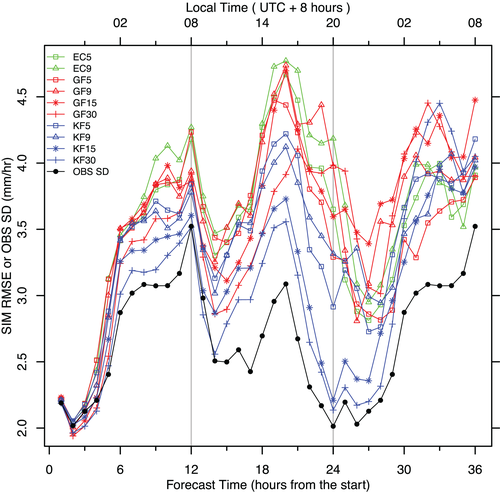 Local Time ( UTC + 8 hours )
02 08 14 20 02 08
EC5
EC9
GF5
GF9
GF15
GF30
KF5
KF9
KF15
KF30
OBS SD
SIM RMSE or OBS SD (mm/hr)
4.5
4.0
3.5
3.0
2.5
2.0
0 6 12 18 24 30 36
Forecast Time (hours from the start)